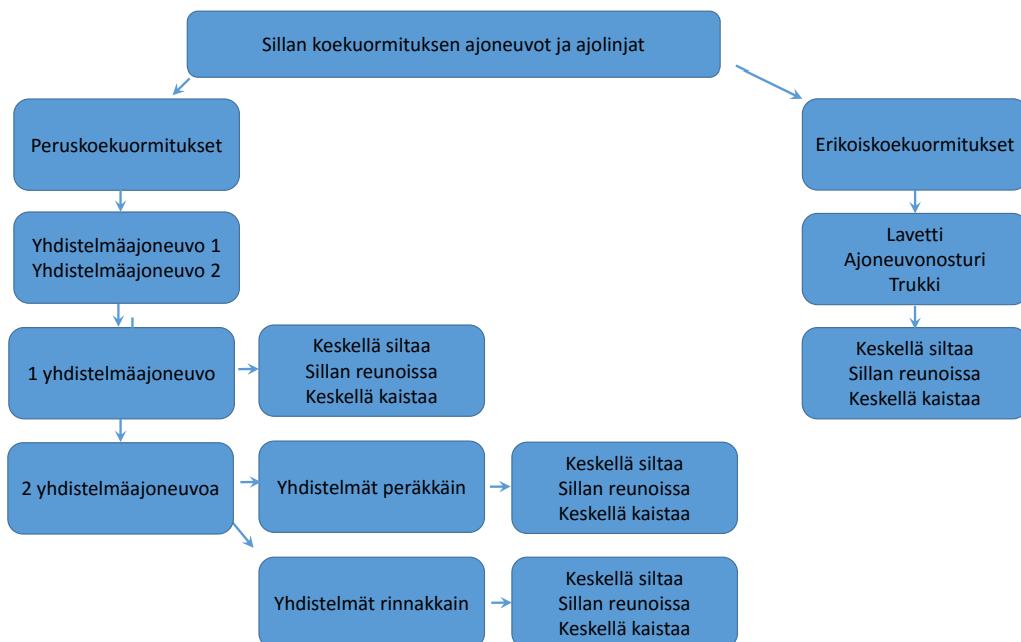 Sillan koekuormituksen ajoneuvot ja ajolinjat
Peruskoekuormitukset
Erikoiskoekuormitukset
Yhdistelmäajoneuvo 1
Yhdistelmäajoneuvo 2
Lavetti
Ajoneuvonosturi
Trukki
1 yhdistelmäajoneuvo
Keskellä siltaa
Sillan reunoissa
Keskellä kaistaa
Keskellä siltaa
Sillan reunoissa
Keskellä kaistaa
2 yhdistelmäajoneuvoa
Yhdistelmät peräkkäin
Keskellä siltaa
Sillan reunoissa
Keskellä kaistaa
Yhdistelmät rinnakkain
Keskellä siltaa
Sillan reunoissa
Keskellä kaistaa